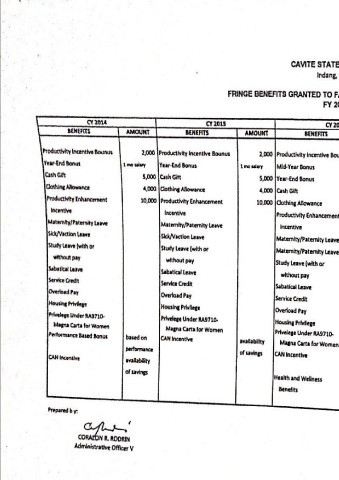 CAVITE STATE
Indang,
FRINGE BENEFITS GRANTED TO FA
FY 20
CY 2014 CY 2015 CY 20
BENEFITS AMOUNT BENEFITS AMOUNT BENEFITS
Productivity Incentive Bounus 2,000 Productivity Incentive Bounus 2,000 Productivity Incentive Bou
Year-End Bonus 1 mo salary Year-End Bonus 1 mo salary Mid-Year Bonus
Cash Gift 5,000 Cash Gift 5,000 Year-End Bonus
Clothing Allowance 4,000 Clothing Allowance 4,000 Cash Gift
Productivity Enhancement 10,000 Productivity Enhancement 10,000 Clothing Allowance
Incentive Incentive Productivity Enhancement
Maternity/Paternity Leave Maternity/Paternity Leave Incentive
Sick/Vaction Leave Sick/Vaction Leave Maternity/Paternity Leave
Study Leave (with or Study Leave (with or Maternity/Paternity Leave
without pay without pay Study Leave (with or
Sabatical Leave Sabatical Leave without pay
Service Credit Service Credit Sabatical Leave
Overload Pay Overload Pay Service Credit
Housing Privilege Housing Privilege Overload Pay
Privelege Under RA9710- Privilege Under RA9710- Housing Privilege
Magna Carta for Women Magna Carta for Women Privilege Under RA9710-
Performance Based Bonus based on CAN Incentive availability Magna Carta for Women
performance of savings CAN Incentive
CAN Incentive availability
of savings Health and Wellness
Benefits
Prepared by:
CORAZON R. RODRIN
Administrative Officer V